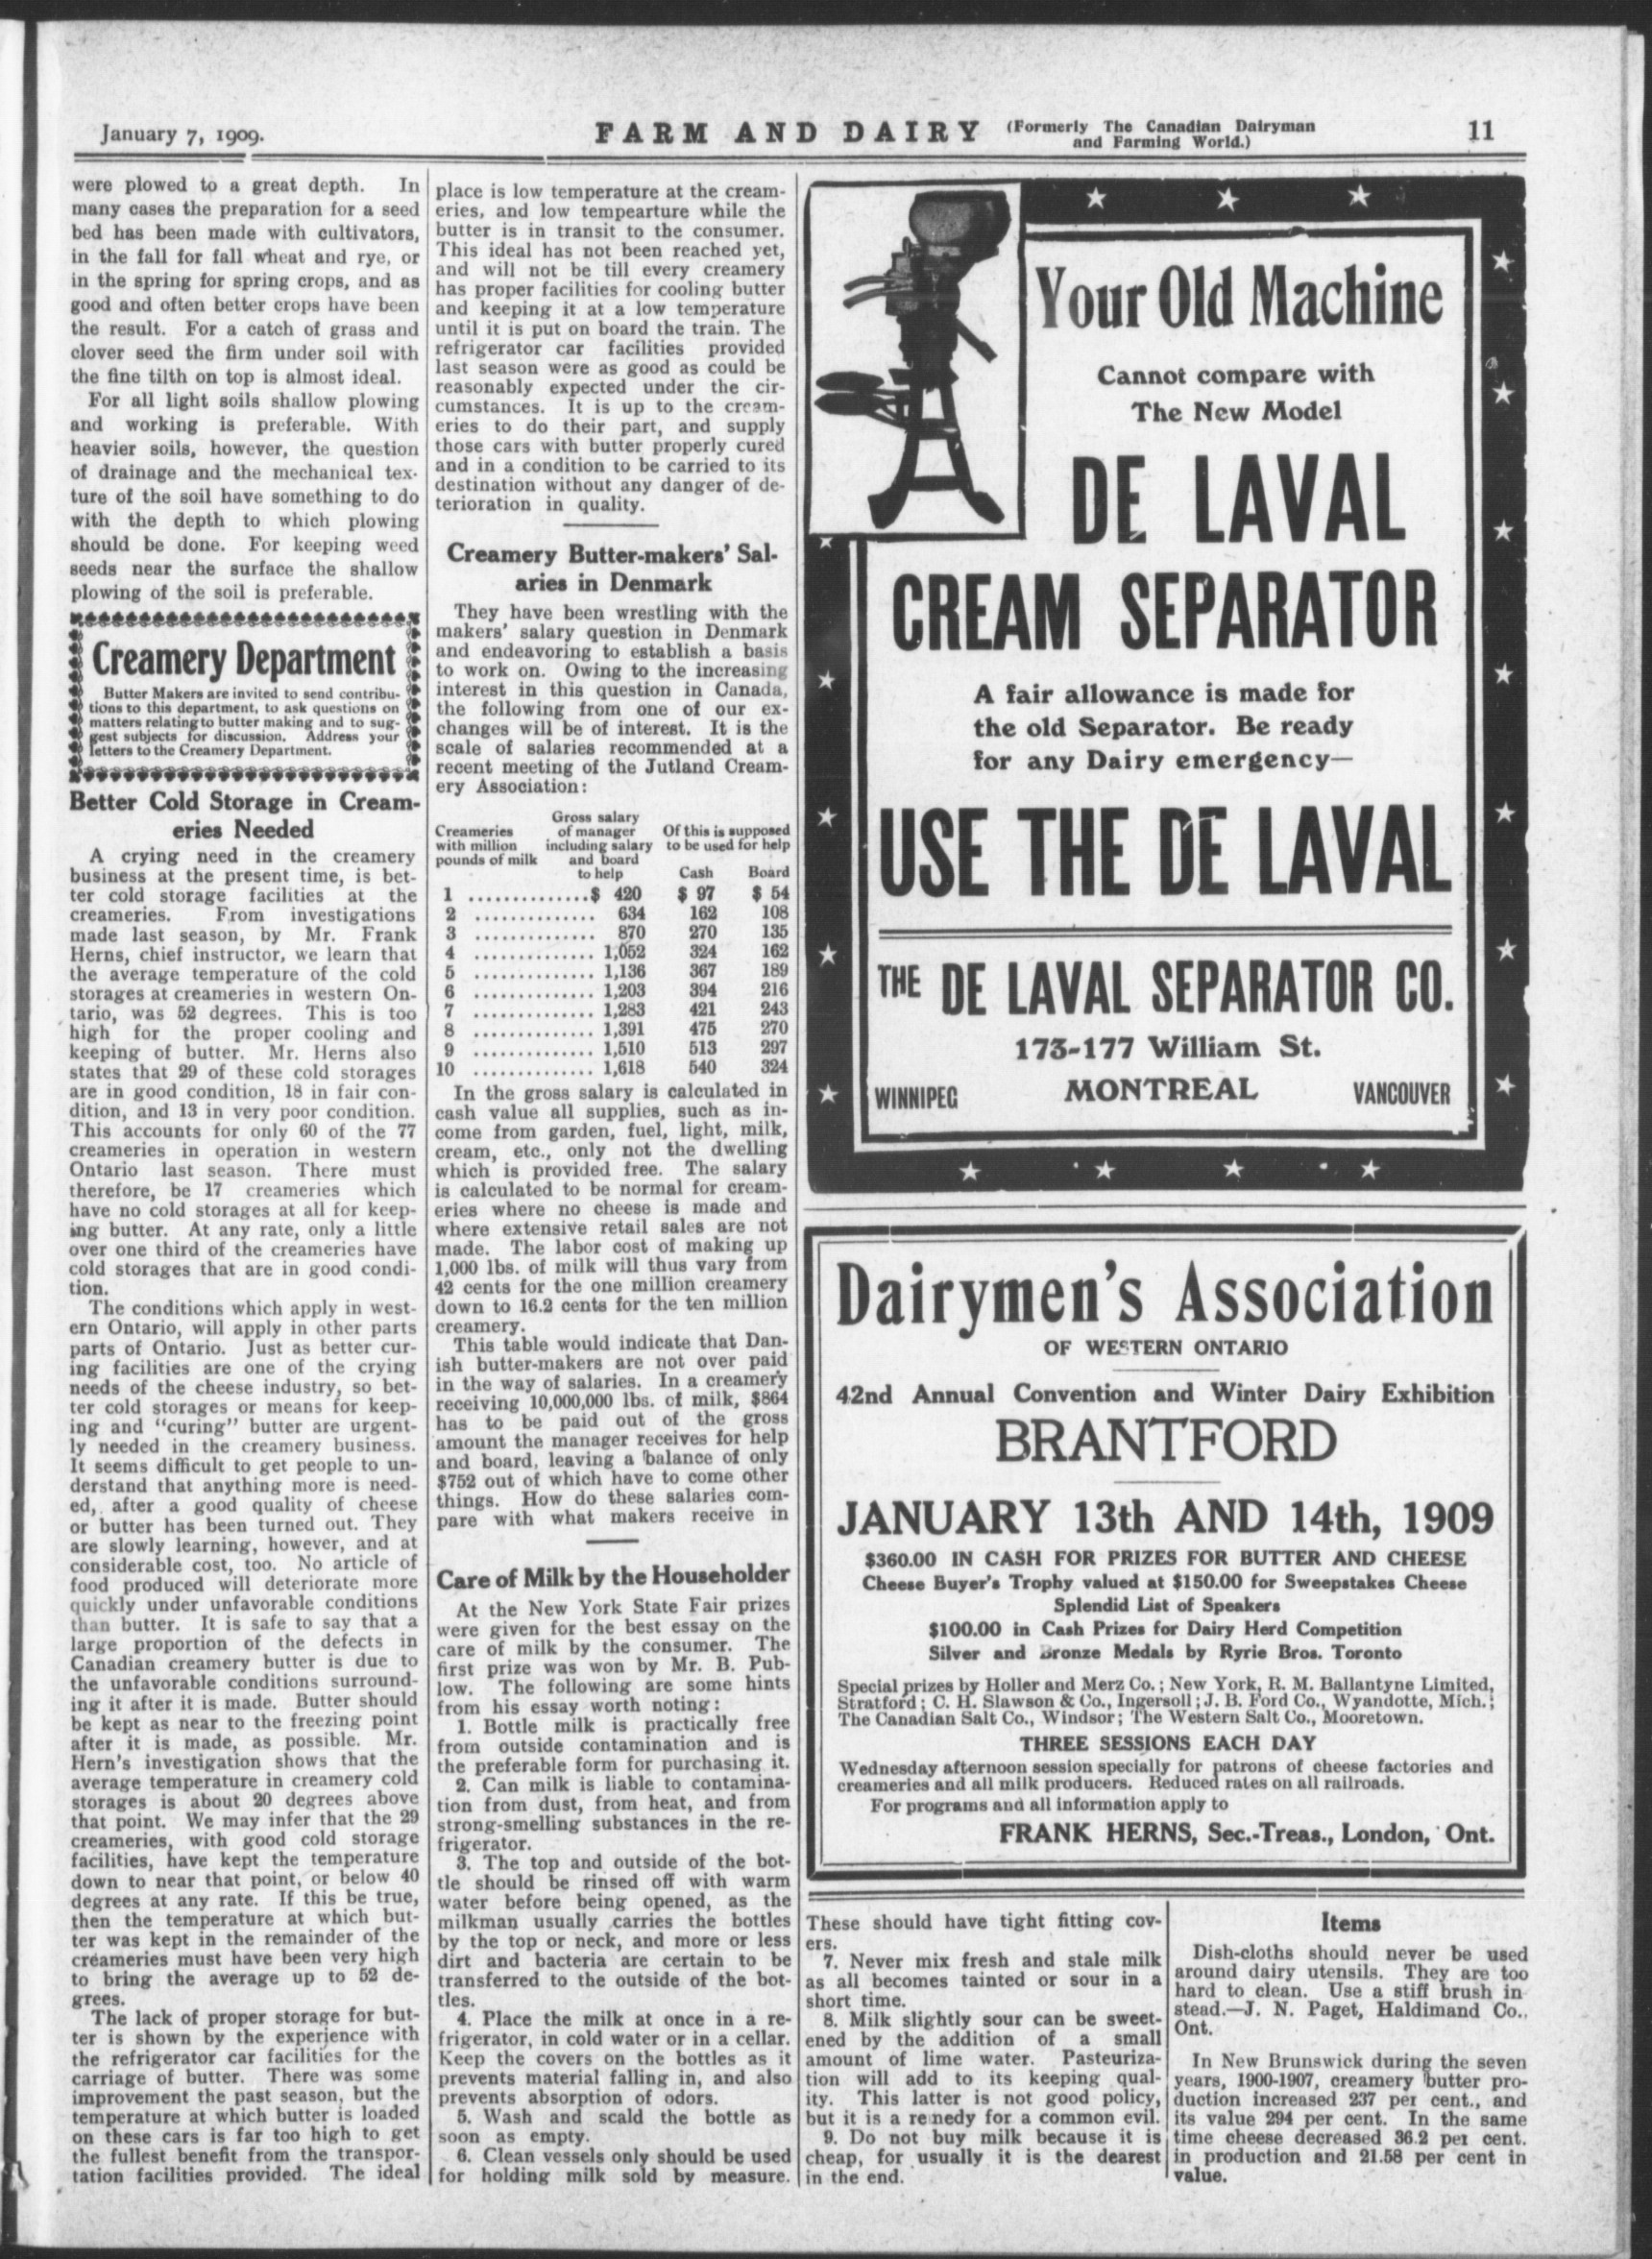 January 7, 1909.
FARM AND DAIRY
(Formerly The Canadian Dairyman
and Farming World.)
11
were plowed to a great depth. In
many cases the preparation for a seed
bed has been made with cultivators,
in the fall for fall wheat and rye, or
in the spring for spring crops, and as
good and often better crops have been
the result. For a catch of grass and
clover seed the firm under soil with
the fine tilth on top is almost ideal.
For all light soils shallow plowing
and working is preferable. With
heavier soils, however, the question
of drainage and the mechanical tex-
ture of the soil have something to do
with the depth to which plowing
should be done. For keeping weed
seeds near the surface the shallow
plowing of the soil is preferable.
Creamery Department
Butter Makers are invited to send contribu-
tions to this department, to ask questions on
matters relating to butter making and to sug-
gest subjects for discussion. Address your
letters to the Creamery Department.
Better Cold Storage in Cream-
eries Needed
A crying need in the creamery
business at the present time, is bet-
ter cold storage facilities at the
creameries. From investigations
made last season, by Mr. Frank
Herns, chief instructor, we learn that
the average temperature of the cold
storages at creameries in western On-
tario, was 52 degrees. This is too
high for the proper cooling and
keeping of butter. Mr. Herns also
states that 29 of these cold storages
are in good condition, 18 in fair con-
dition, and 13 in very poor condition.
This accounts for only 60 of the 77
creameries in operation in western
Ontario last season. There must
therefore, be 17 creameries which
have no cold storages at all for keep-
ing butter. At any rate, only a little
over one third of the creameries have
cold storages that are in good condi-
tion.
The conditions which apply in west-
ern Ontario, will apply in other parts
parts of Ontario. Just as better cur-
ing facilities are one of the crying
needs of the cheese industry, so bet-
ter cold storages or means for keep-
ing and "curing" butter are urgent-
ly needed in the creamery business.
It seems difficult to get people to un-
derstand that anything more is need-
ed, after a good quality of cheese
or butter has been turned out. They
are slowly learning, however, and at
considerable cost, too. No article of
food produced will deteriorate more
quickly under unfavorable conditions
than butter. It is safe to say that a
large proportion of the defects in
Canadian creamery butter is due to
the unfavorable conditions surround-
ing it after it is made. Butter should
be kept as near to the freezing point
after it is made, as possible. Mr.
Hern's investigation shows that the
average temperature in creamery cold
storages is about 20 degrees above
that point. We may infer that the 29
creameries, with good cold storage
facilities, have kept the temperature
down to near that point, or below 40
degrees at any rate. If this be true,
then the temperature at which but-
ter was kept in the remainder of the
creameries must have been very high
to bring the average up to 52 de-
grees.
The lack of proper storage for but-
ter is shown by the experience with
the refrigerator car facilities for the
carriage of butter. There was some
improvement the past season, but the
temperature at which butter is loaded
on these cars is far too high to get
the fullest benefit from the transpor-
tation facilities provided. The ideal
place is low temperature at the cream-
eries, and low tempearture while the
butter is in transit to the consumer.
This ideal has not been reached yet,
and will not be till every creamery
has proper facilities for cooling butter
and keeping it at a low temperature
until it is put on board the train. The
refrigerator car facilities provided
last season were as good as could be
reasonably expected under the cir-
cumstances. It is up to the cream-
eries to do their part, and supply
those cars with butter properly cured
and in a condition to be carried to its
destination without any danger of de-
terioration in quality.
Creamery Butter-makers' Sal-
aries in Denmark
They have been wrestling with the
makers' salary question in Denmark
and endeavoring to establish a basis
to work on. Owing to the increasing
interest in this question in Canada,
the following from one of our ex-
changes will be of interest. It is the
scale of salaries recommended at a
recent meeting of the Jutland Cream-
ery Association:
Creameries with million pounds of milk
Gross salary of manager including salary and board to help
Of this is supposed to be used for help
Cash Board
1 ..............$ 420 $ 97 $ 54
2 .............. 634 162 108
3 .............. 870 270 135
4 .............. 1,052 324 162
5 .............. 1,136 367 189
6 .............. 1,203 394 216
7 .............. 1,283 421 243
8 .............. 1,391 475 270
9 .............. 1,510 513 297
10 .............. 1,618 540 324
In the gross salary is calculated in
cash value all supplies, such as in-
come from garden, fuel, light, milk,
cream, etc., only not the dwelling
which is provided free. The salary
is calculated to be normal for cream-
eries where no cheese is made and
where extensive retail sales are not
made. The labor cost of making up
1,000 lbs. of milk will thus vary from
42 cents for the one million creamery
down to 16.2 cents for the ten million
creamery.
This table would indicate that Dan-
ish butter-makers are not over paid
in the way of salaries. In a creamery
receiving 10,000,000 lbs. of milk, $864
has to be paid out of the gross
amount the manager receives for help
and board, leaving a balance of only
$752 out of which have to come other
things. How do these salaries com-
pare with what makers receive in
Care of Milk by the Householder
At the New York State Fair prizes
were given for the best essay on the
care of milk by the consumer. The
first prize was won by Mr. B. Pub-
low. The following are some hints
from his essay worth noting:
1. Bottle milk is practically free
from outside contamination and is
the preferable form for purchasing it.
2. Can milk is liable to contamina-
tion from dust, from heat, and from
strong-smelling substances in the re-
frigerator.
3. The top and outside of the bot-
tle should be rinsed off with warm
water before being opened, as the
milkman usually carries the bottles
by the top or neck, and more or less
dirt and bacteria are certain to be
transferred to the outside of the bot-
tles.
4. Place the milk at once in a re-
frigerator, in cold water or in a cellar.
Keep the covers on the bottles as it
prevents material falling in, and also
prevents absorption of odors.
5. Wash and scald the bottle as
soon as empty.
6. Clean vessels only should be used
for holding milk sold by measure.
Your Old Machine
Cannot compare with
The New Model
DE LAVAL
CREAM SEPARATOR
A fair allowance is made for
the old Separator. Be ready
for any Dairy emergency—
USE THE DE LAVAL
THE DE LAVAL SEPARATOR CO.
173-177 William St.
WINNIPEG MONTREAL VANCOUVER
Dairymen's Association
OF WESTERN ONTARIO
42nd Annual Convention and Winter Dairy Exhibition
BRANTFORD
JANUARY 13th AND 14th, 1909
$360.00 IN CASH FOR PRIZES FOR BUTTER AND CHEESE
Cheese Buyer's Trophy valued at $150.00 for Sweepstakes Cheese
Splendid List of Speakers
$100.00 in Cash Prizes for Dairy Herd Competition
Silver and Bronze Medals by Ryrie Bros. Toronto
Special prizes by Holler and Merz Co.; New York, R. M. Ballantyne Limited,
Stratford; C. H. Slawson & Co., Ingersoll; J. B. Ford Co., Wyandotte, Mich.;
The Canadian Salt Co., Windsor; The Western Salt Co., Mooretown.
THREE SESSIONS EACH DAY
Wednesday afternoon session specially for patrons of cheese factories and
creameries and all milk producers. Reduced rates on all railroads.
For programs and all information apply to
FRANK HERNS, Sec.-Treas., London, Ont.
These should have tight fitting cov-
ers.
7. Never mix fresh and stale milk
as all becomes tainted or sour in a
short time.
8. Milk slightly sour can be sweet-
ened by the addition of a small
amount of lime water. Pasteuriza-
tion will add to its keeping qual-
ity. This latter is not good policy,
but it is a remedy for a common evil.
9. Do not buy milk because it is
cheap, for usually it is the dearest
in the end.
Items
Dish-cloths should never be used
around dairy utensils. They are too
hard to clean. Use a stiff brush in-
stead.—J. N. Paget, Haldimand Co.,
Ont.
In New Brunswick during the seven
years, 1900-1907, creamery butter pro-
duction increased 237 per cent., and
its value 294 per cent. In the same
time cheese decreased 36.2 per cent.
in production and 21.58 per cent in
value.